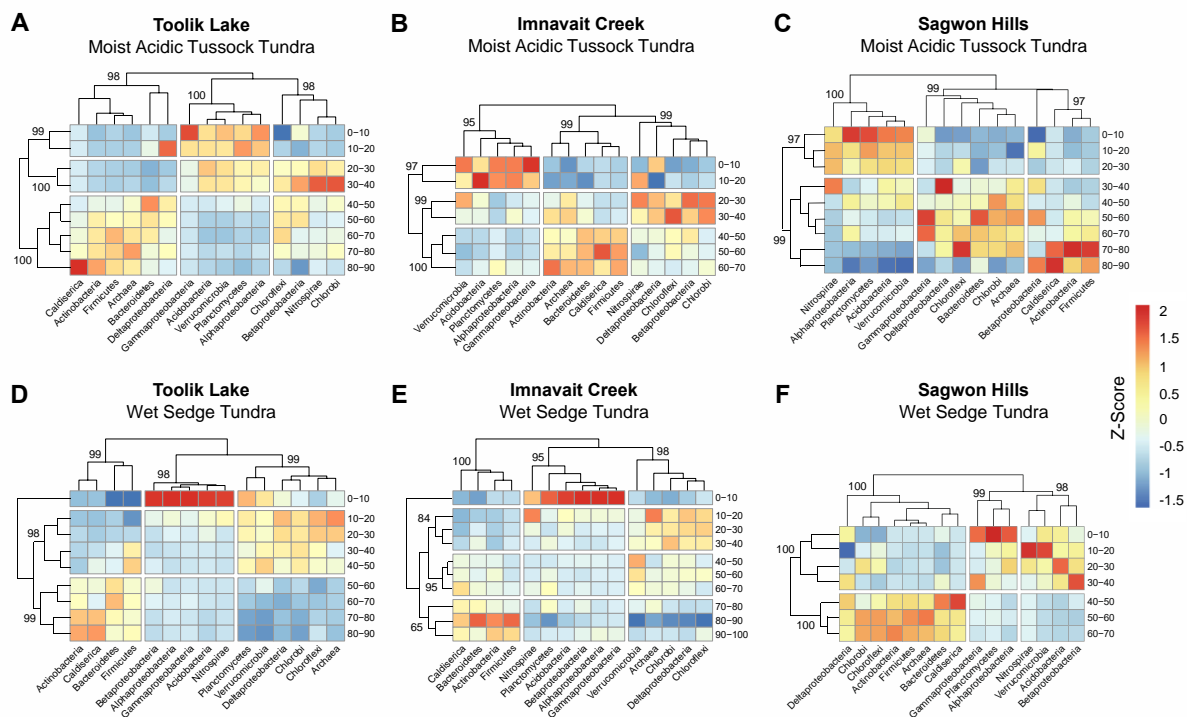 A
Toolik Lake
Moist Acidic Tussock Tundra
98
100
98
99
100
100
0−10
10−20
20−30
30−40
40−50
50−60
60−70
70−80
80−90
Caldiserica
Actinobacteria
Firmicutes
Archaea
Bacteroidetes
Deltaproteobacteria
Gammaproteobacteria
Acidobacteria
Verrucomicrobia
Planctomycetes
Alphaproteobacteria
Chloroflexi
Betaproteobacteria
Nitrospirae
Chlorobi
B
Imnavait Creek
Moist Acidic Tussock Tundra
95
99
99
97
99
100
0−10
10−20
20−30
30−40
40−50
50−60
60−70
Verrucomicrobia
Acidobacteria
Planctomycetes
Alphaproteobacteria
Gammaproteobacteria
Actinobacteria
Archaea
Bacteroidetes
Caldiserica
Firmicutes
Nitrospirae
Deltaproteobacteria
Chloroflexi
Betaproteobacteria
Chlorobi
C
Sagwon Hills
Moist Acidic Tussock Tundra
100
99
97
97
99
0−10
10−20
20−30
30−40
40−50
50−60
60−70
70−80
80−90
Nitrospirae
Alphaproteobacteria
Planctomycetes
Acidobacteria
Verrucomicrobia
Gammaproteobacteria
Deltaproteobacteria
Chloroflexi
Bacteroidetes
Chlorobi
Archaea
Betaproteobacteria
Caldiserica
Actinobacteria
Firmicutes
D
Toolik Lake
Wet Sedge Tundra
99
98
99
98
99
0−10
10−20
20−30
30−40
40−50
50−60
60−70
70−80
80−90
Actinobacteria
Caldiserica
Bacteroidetes
Firmicutes
Betaproteobacteria
Alphaproteobacteria
Gammaproteobacteria
Acidobacteria
Nitrospirae
Planctomycetes
Verrucomicrobia
Deltaproteobacteria
Chlorobi
Chloroflexi
Archaea
E
Imnavait Creek
Wet Sedge Tundra
100
95
98
84
95
65
0−10
10−20
20−30
30−40
40−50
50−60
60−70
70−80
80−90
90−100
Caldiserica
Bacteroidetes
Actinobacteria
Firmicutes
Nitrospirae
Planctomycetes
Acidobacteria
Betaproteobacteria
Alphaproteobacteria
Gammaproteobacteria
Verrucomicrobia
Archaea
Chlorobi
Deltaproteobacteria
Chloroflexi
F
Sagwon Hills
Wet Sedge Tundra
100
99
98
100
100
0−10
10−20
20−30
30−40
40−50
50−60
60−70
Deltaproteobacteria
Chlorobi
Chloroflexi
Actinobacteria
Firmicutes
Archaea
Bacteroidetes
Caldiserica
Gammaproteobacteria
Planctomycetes
Alphaproteobacteria
Nitrospirae
Verrucomicrobia
Acidobacteria
Betaproteobacteria
Z-Score
2
1.5
1
0.5
0
-0.5
-1
-1.5